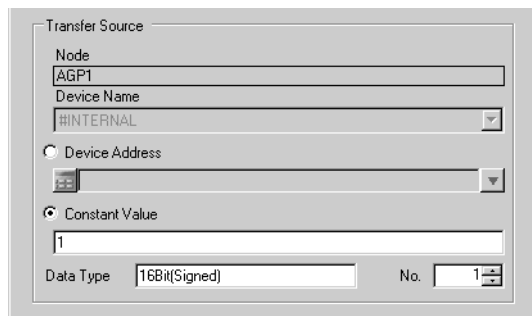 Transfer Source
Node
AGP1
Device Name
#INTERNAL
Device Address
Constant Value
1
Data Type 16Bit(Signed) No. 1